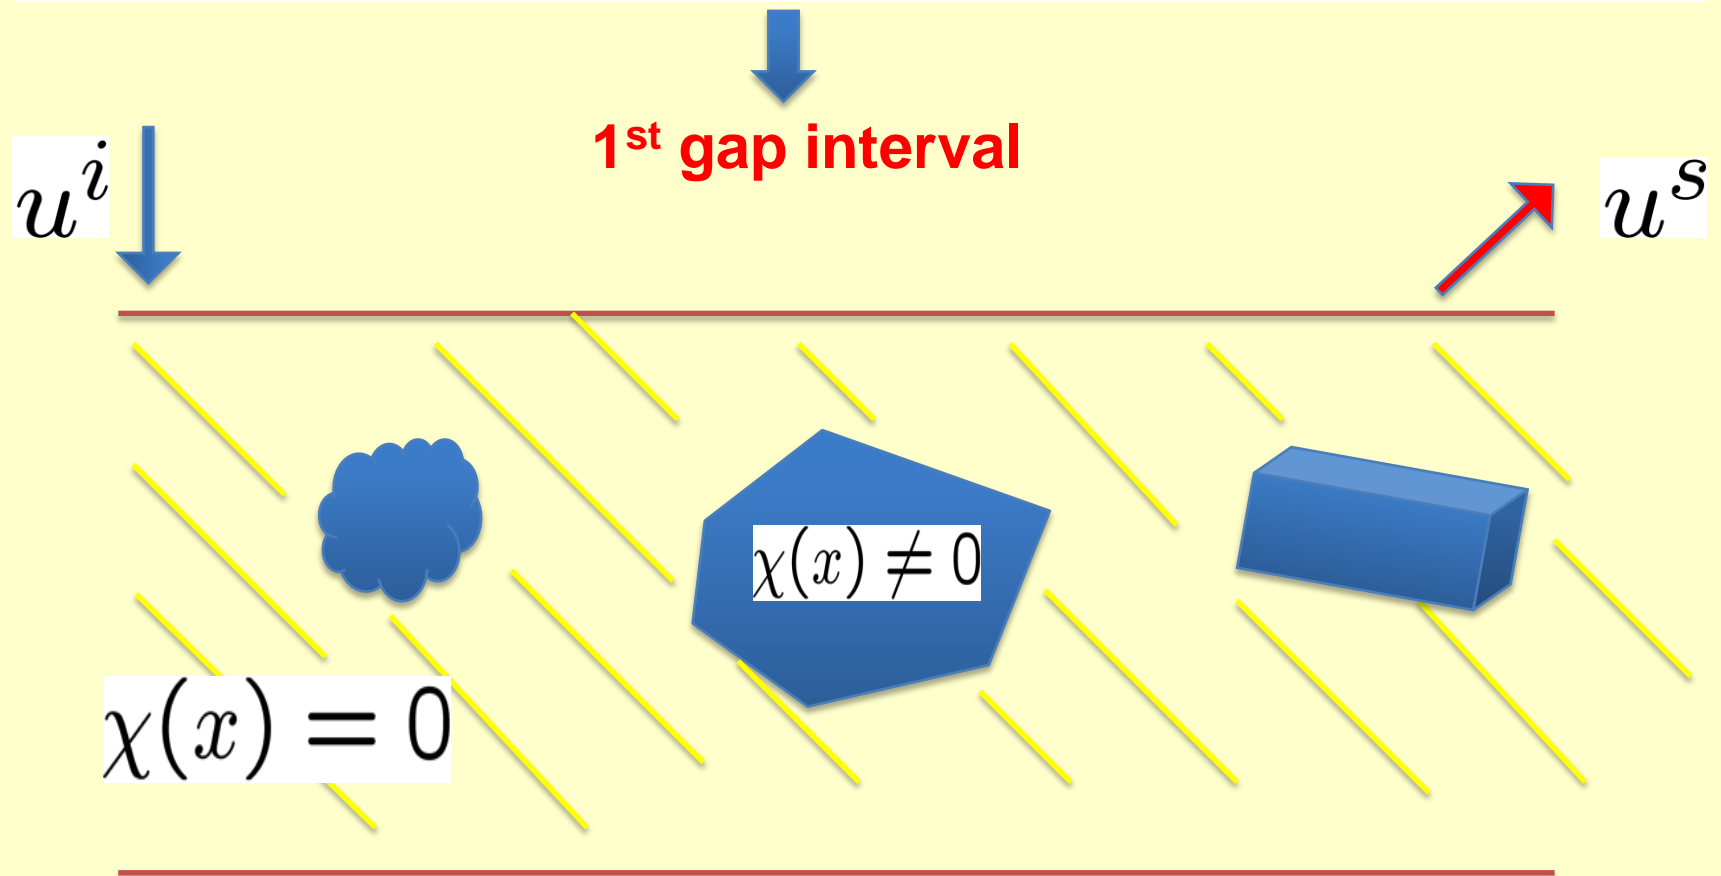 1st gap interval
u^i
u^s
χ(x) ≠ 0
χ(x) = 0